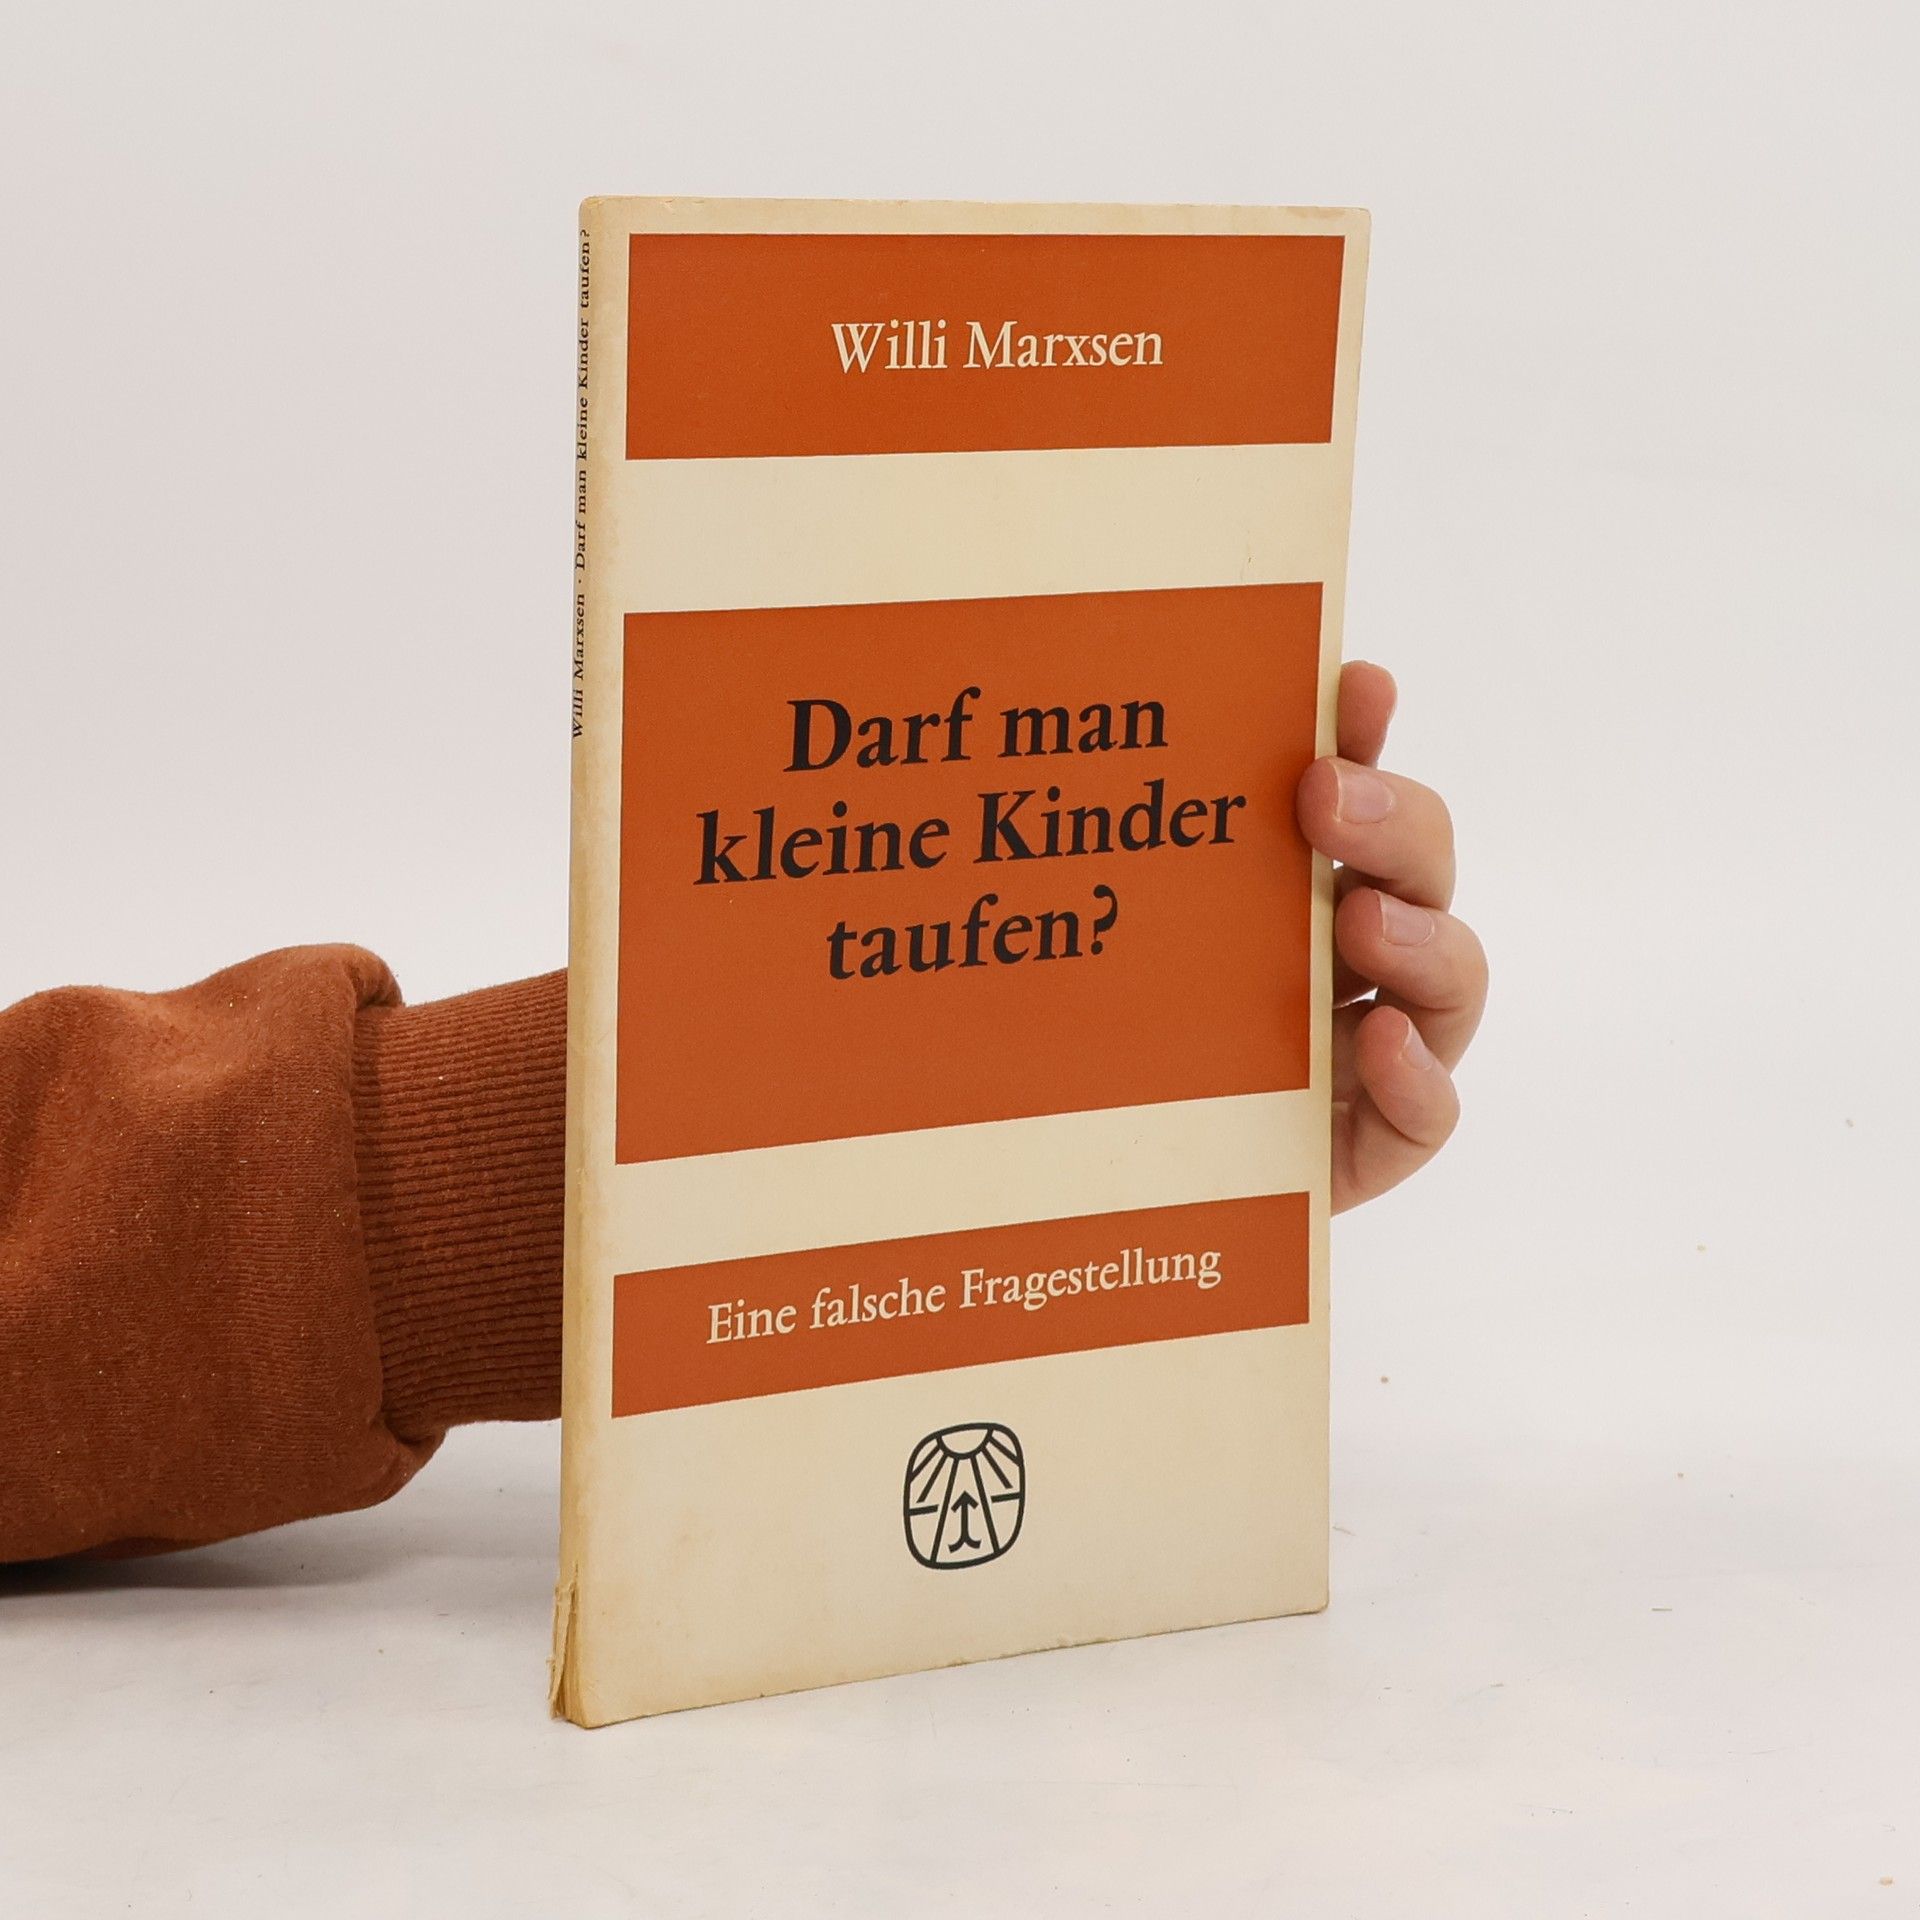 Willi Marxsen · Darf man kleine Kinder taufen?
Willi Marxsen
Darf man
kleine Kinder
taufen?
Eine falsche Fragestellung